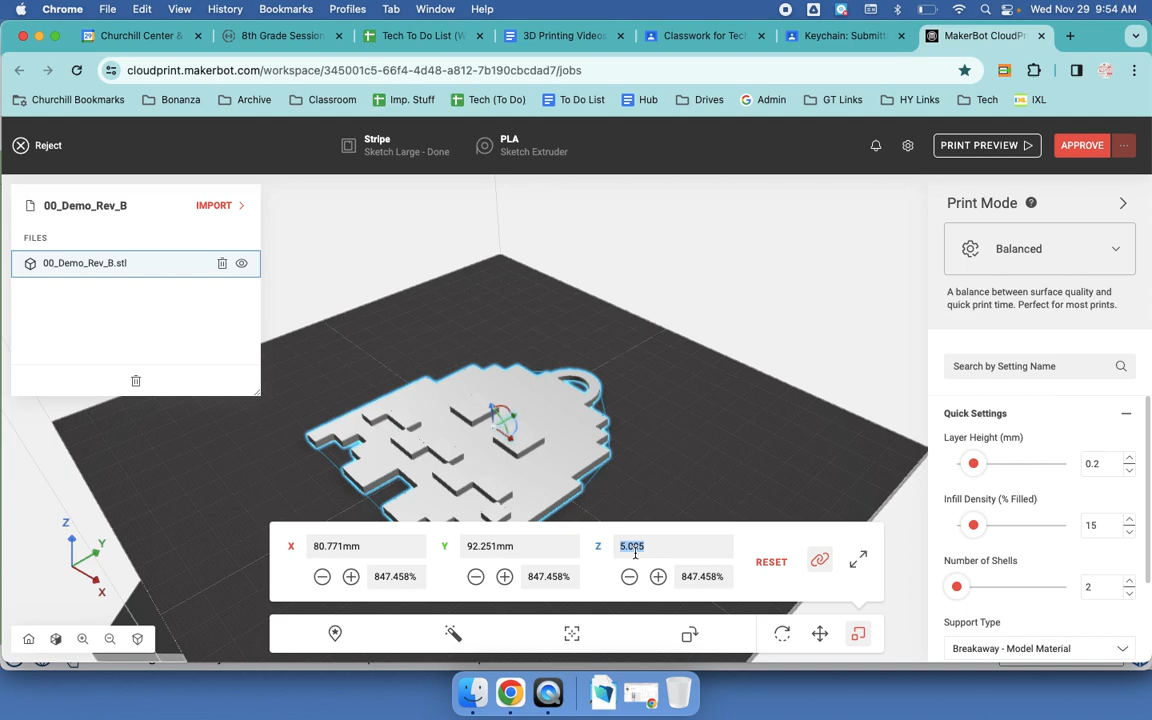 Chrome File Edit View History Bookmarks Profiles Tab Window Help Wed Nov 29 9:54 AM
Churchill Center & 8th Grade Session Tech To Do List (W 3D Printing Videos Classwork for Tech Keychain: Submitt MakerBot CloudPri
cloudprint.makerbot.com/workspace/345001c5-66f4-4d48-a812-7b190cbcdad7/jobs
Churchill Bookmarks Bonanza Archive Classroom Imp. Stuff Tech (To Do) To Do List Hub Drives Admin GT Links HY Links Tech IXL
Reject
Stripe
Sketch Large - Done
PLA
Sketch Extruder
PRINT PREVIEW
APPROVE
00_Demo_Rev_B
IMPORT
FILES
00_Demo_Rev_B.stl
Print Mode
Balanced
A balance between surface quality and
quick print time. Perfect for most prints.
Search by Setting Name
Quick Settings
Layer Height (mm)
0.2
Infill Density (% Filled)
15
Number of Shells
2
Support Type
Breakaway - Model Material
X 80.771mm Y 92.251mm Z
847.458% 847.458% 847.458%
RESET
Z
Y
X